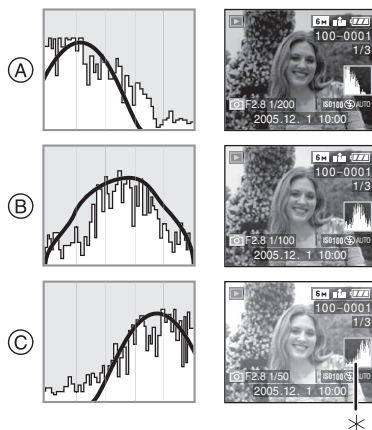 A
6M
100-0001
1/3
F2.8 1/200 ISO100 AUTO
2005.12. 1 10:00
B
6M
100-0001
1/3
F2.8 1/100 ISO100 AUTO
2005.12. 1 10:00
C
6M
100-0001
1/3
F2.8 1/50 ISO100 AUTO
2005.12. 1 10:00
*